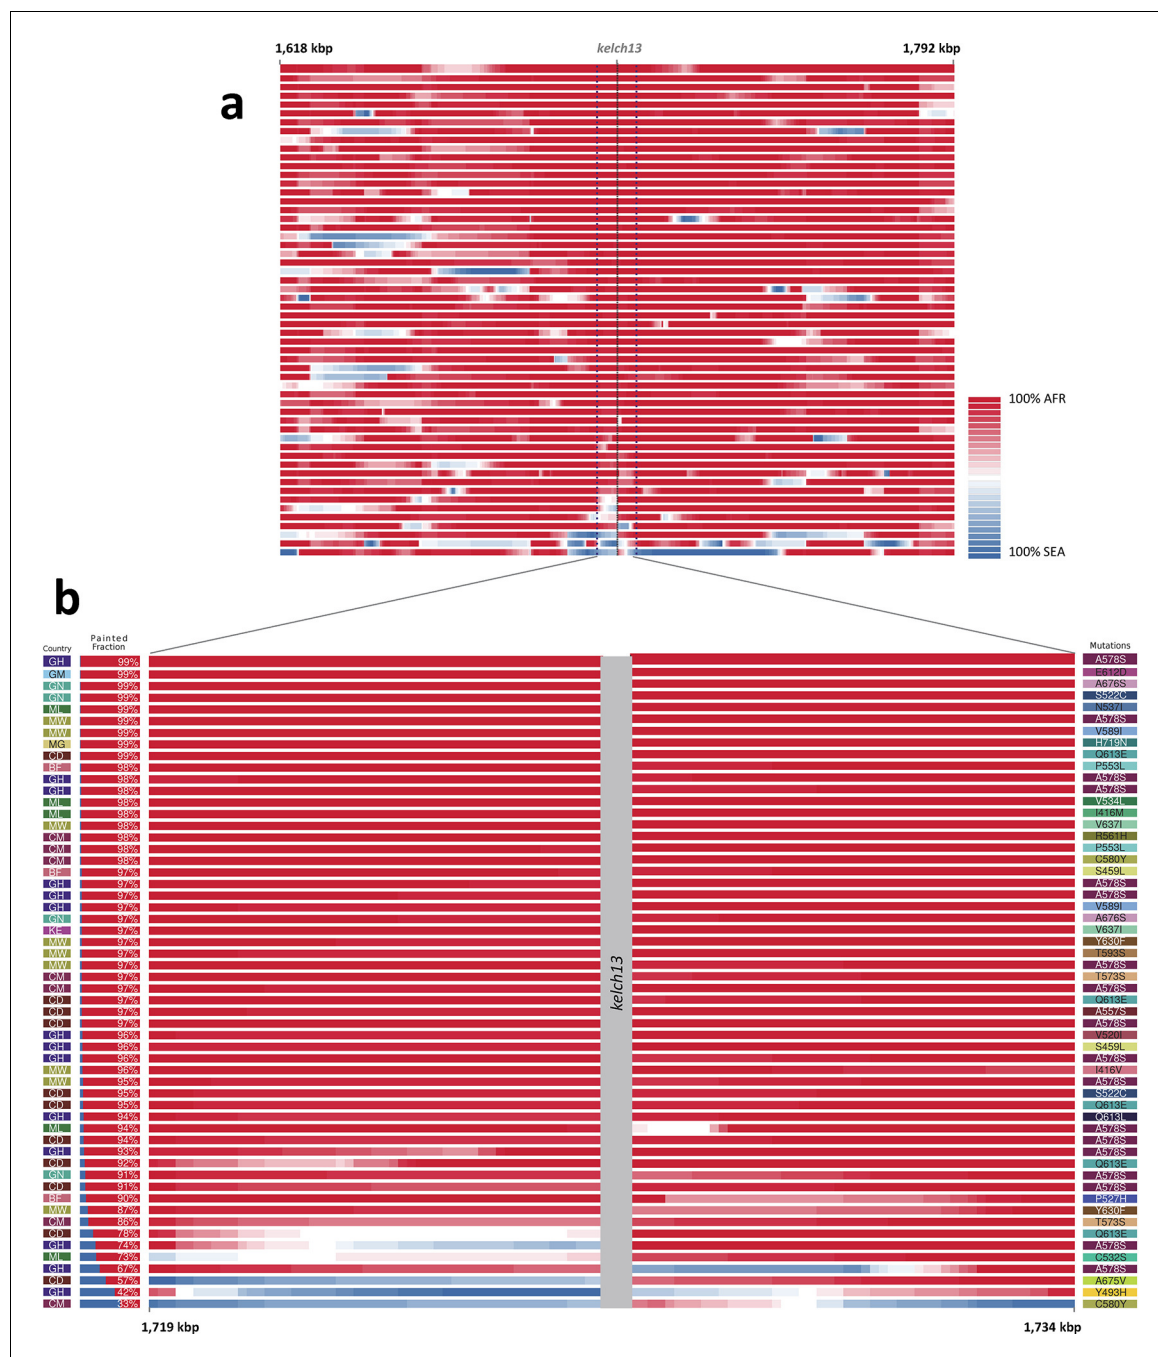 1,618 kbp kelch13 1,792 kbp
a
100% AFR
100% SEA
b
Country Painted Fraction Mutations
GH 99% A578S
GM 99% E612D
GN 99% A676S
GN 99% S522C
ML 99% N537I
MW 99% A578S
MW 99% V589I
MG 99% H719N
CD 99% Q613E
BF 98% P553L
GH 98% A578S
GH 98% A578S
ML 98% V534L
ML 98% I416M
MW 98% V637I
CM 98% R561H
CM 98% P553L
CM 98% C580Y
BF 97% S459L
GH 97% A578S
GH 97% A578S
GH 97% V589I
GN 97% A676S
KE 97% V637I
MW 97% Y630F
MW 97% T593S
MW 97% A578S
CM 97% T573S
CM 97% A578S
CD 97% Q613E
CD 97% A557S
CD 97% A578S
GH 96% V520I
GH 96% S459L
GH 96% A578S
MW 96% I416V
MW 95% A578S
CD 95% S522C
CD 95% Q613E
GH 94% Q613L
ML 94% A578S
CD 94% A578S
GH 93% A578S
CD 92% Q613E
GN 91% A578S
CD 91% A578S
BF 90% P527H
MW 87% Y630F
CM 86% T573S
CD 78% Q613E
GH 74% A578S
ML 73% C532S
GH 67% A578S
CD 57% A675V
GH 42% Y493H
CM 33% C580Y
kelch13
1,719 kbp 1,734 kbp